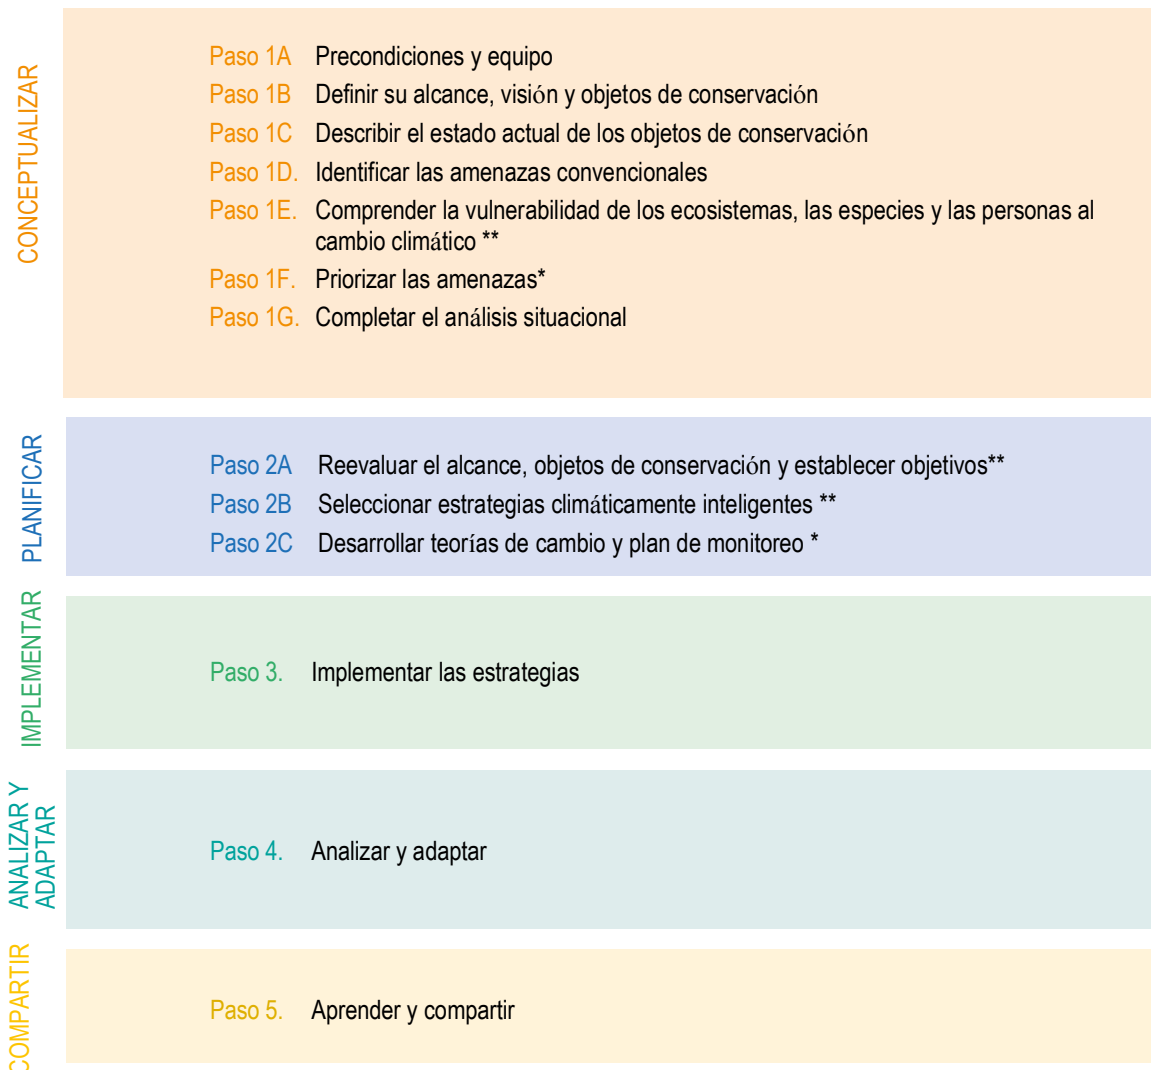 CONCEPTUALIZAR
Paso 1A Precondiciones y equipo
Paso 1B Definir su alcance, visión y objetos de conservación
Paso 1C Describir el estado actual de los objetos de conservación
Paso 1D. Identificar las amenazas convencionales
Paso 1E. Comprender la vulnerabilidad de los ecosistemas, las especies y las personas al
cambio climático **
Paso 1F. Priorizar las amenazas*
Paso 1G. Completar el análisis situacional
PLANIFICAR
Paso 2A Reevaluar el alcance, objetos de conservación y establecer objetivos**
Paso 2B Seleccionar estrategias climáticamente inteligentes **
Paso 2C Desarrollar teorías de cambio y plan de monitoreo *
IMPLEMENTAR
Paso 3. Implementar las estrategias
ANALIZAR Y
ADAPTAR
Paso 4. Analizar y adaptar
COMPARTIR
Paso 5. Aprender y compartir